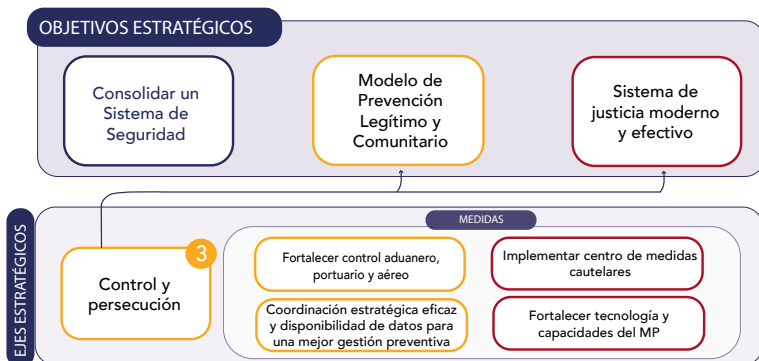 OBJETIVOS ESTRATÉGICOS
Consolidar un
Sistema de
Seguridad
Modelo de
Prevención
Legítimo y
Comunitario
Sistema de
justicia moderno
y efectivo
EJES ESTRATÉGICOS
MEDIDAS
3
Control y
persecución
Fortalecer control aduanero,
portuario y aéreo
Implementar centro de medidas
cautelares
Coordinación estratégica eficaz
y disponibilidad de datos para
una mejor gestión preventiva
Fortalecer tecnología y
capacidades del MP